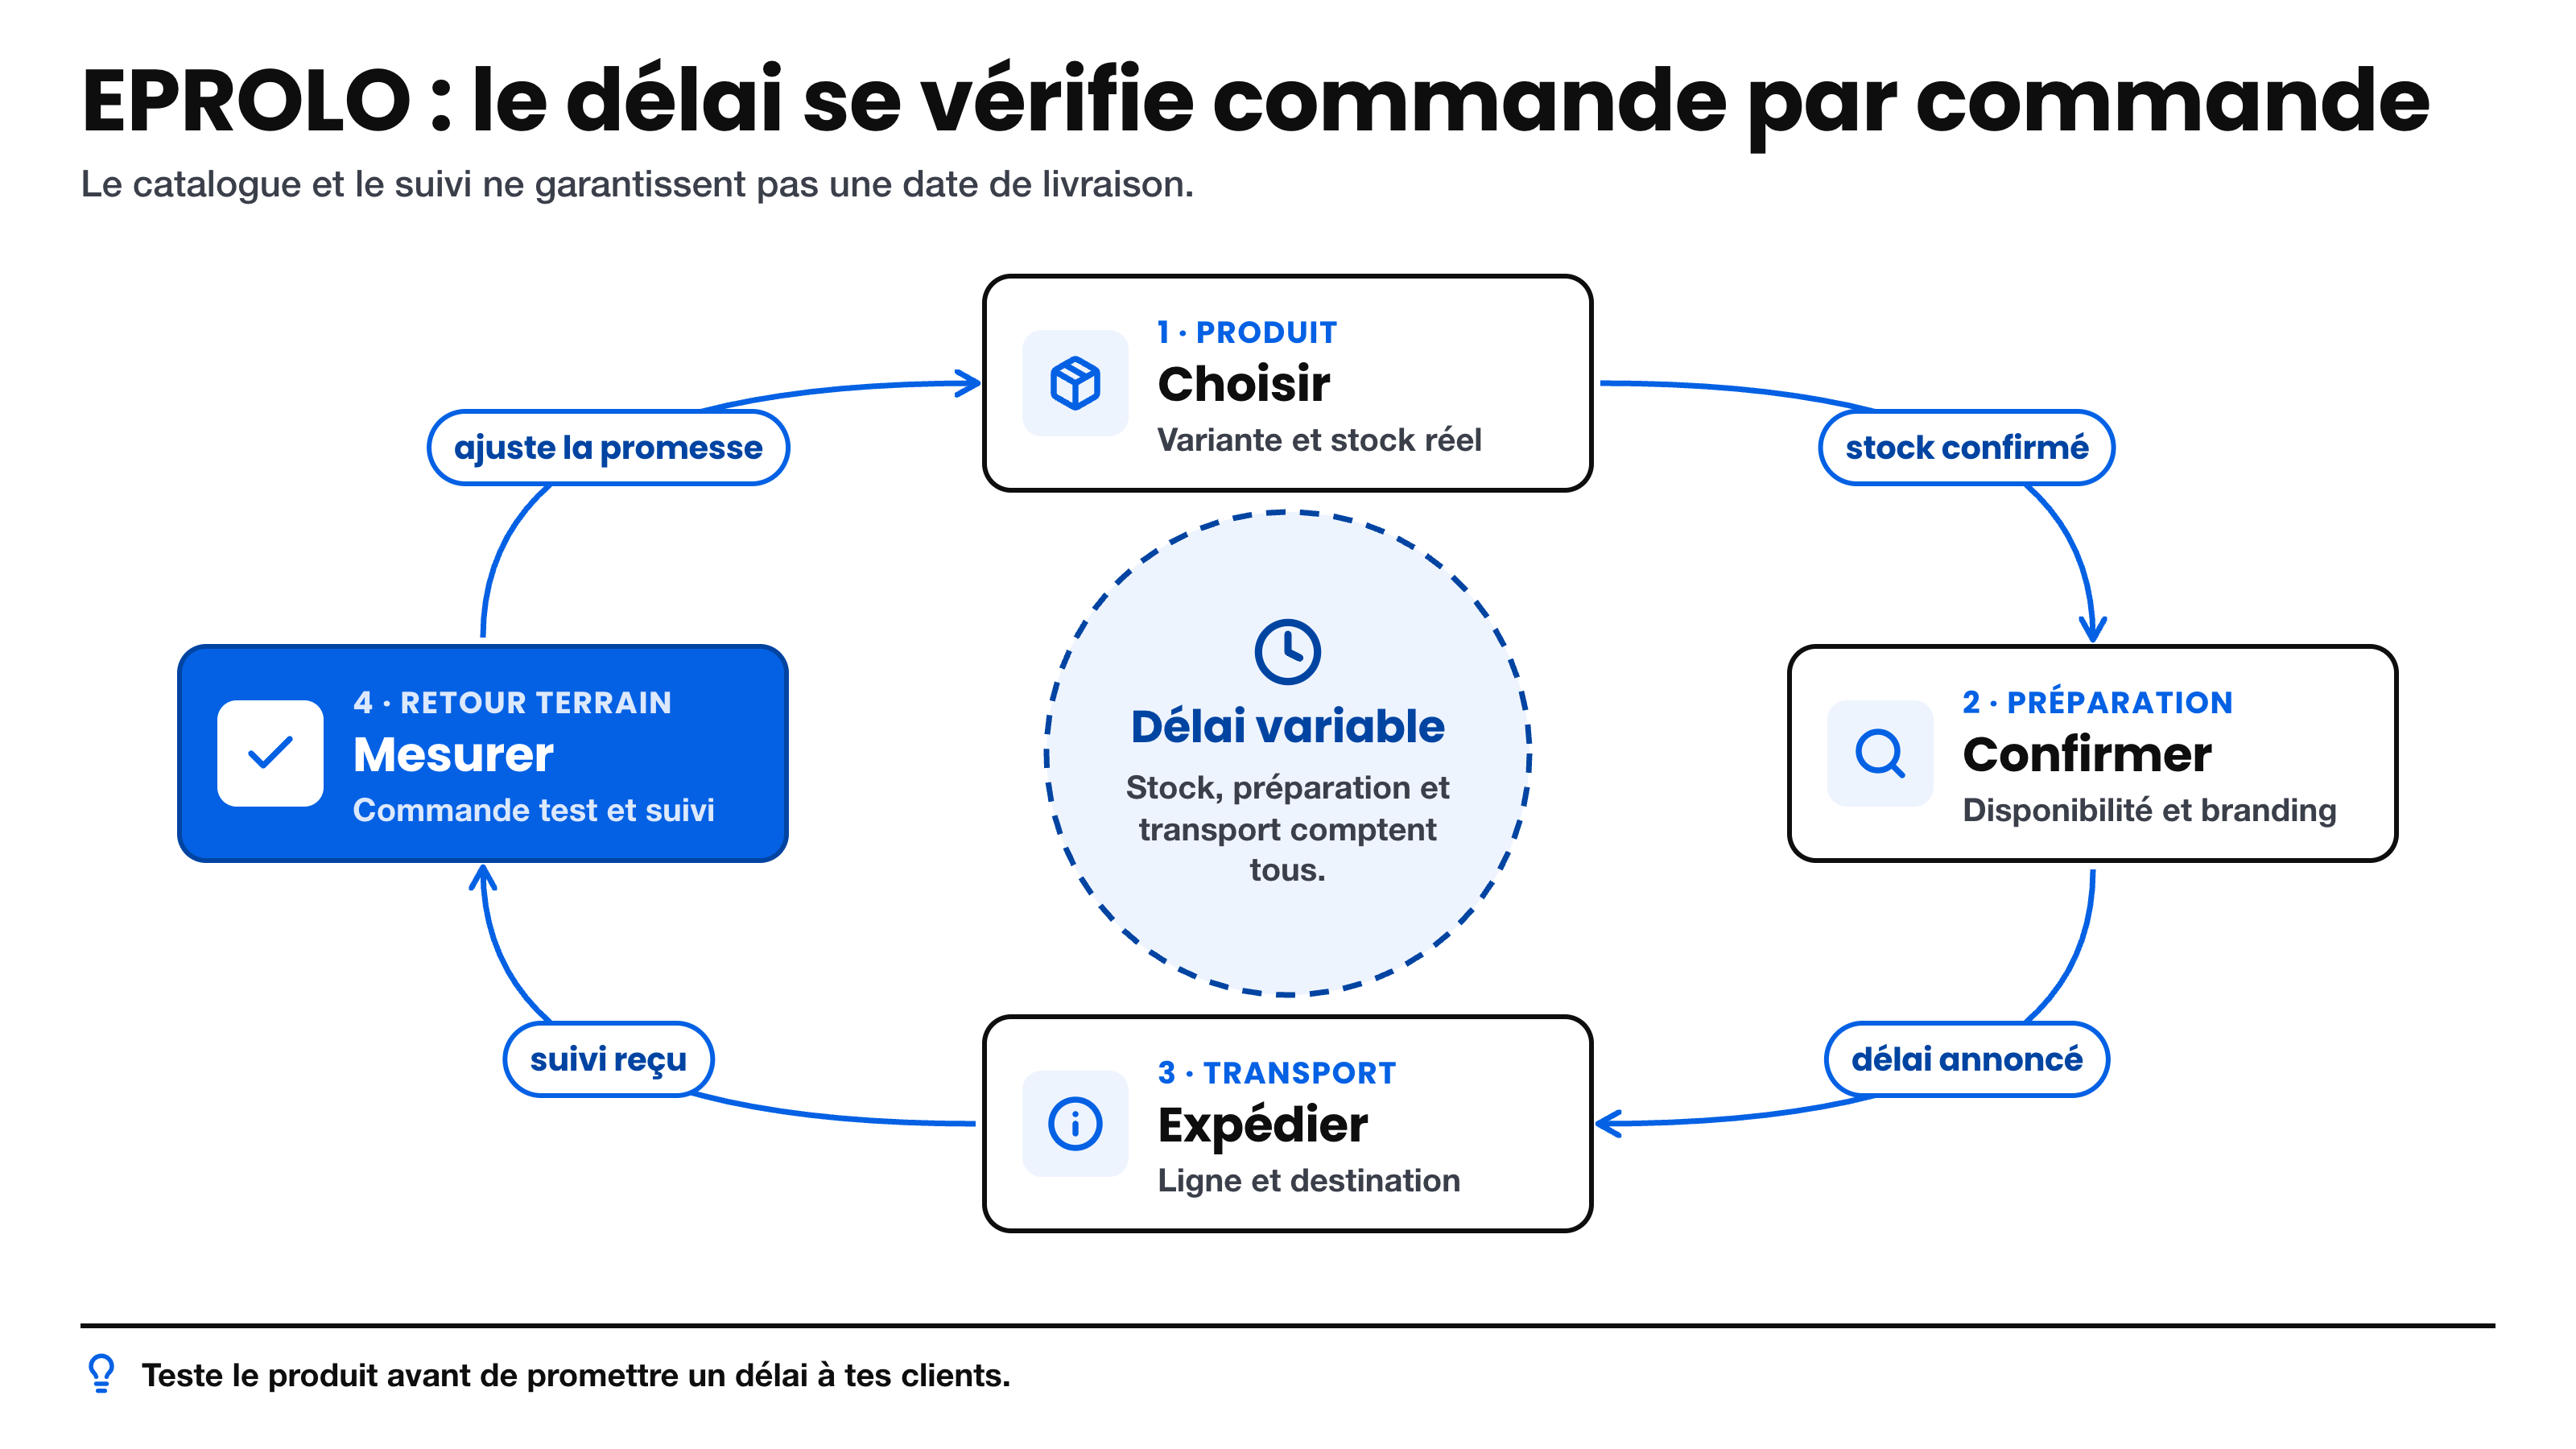 EPROLO : le délai se vérifie commande par commande
Le catalogue et le suivi ne garantissent pas une date de livraison.
1 · PRODUIT
Choisir
Variante et stock réel
ajuste la promesse
stock confirmé
4 · RETOUR TERRAIN
Mesurer
Commande test et suivi
Délai variable
Stock, préparation et
transport comptent
tous.
2 · PRÉPARATION
Confirmer
Disponibilité et branding
suivi reçu
délai annoncé
3 · TRANSPORT
Expédier
Ligne et destination
Teste le produit avant de promettre un délai à tes clients.